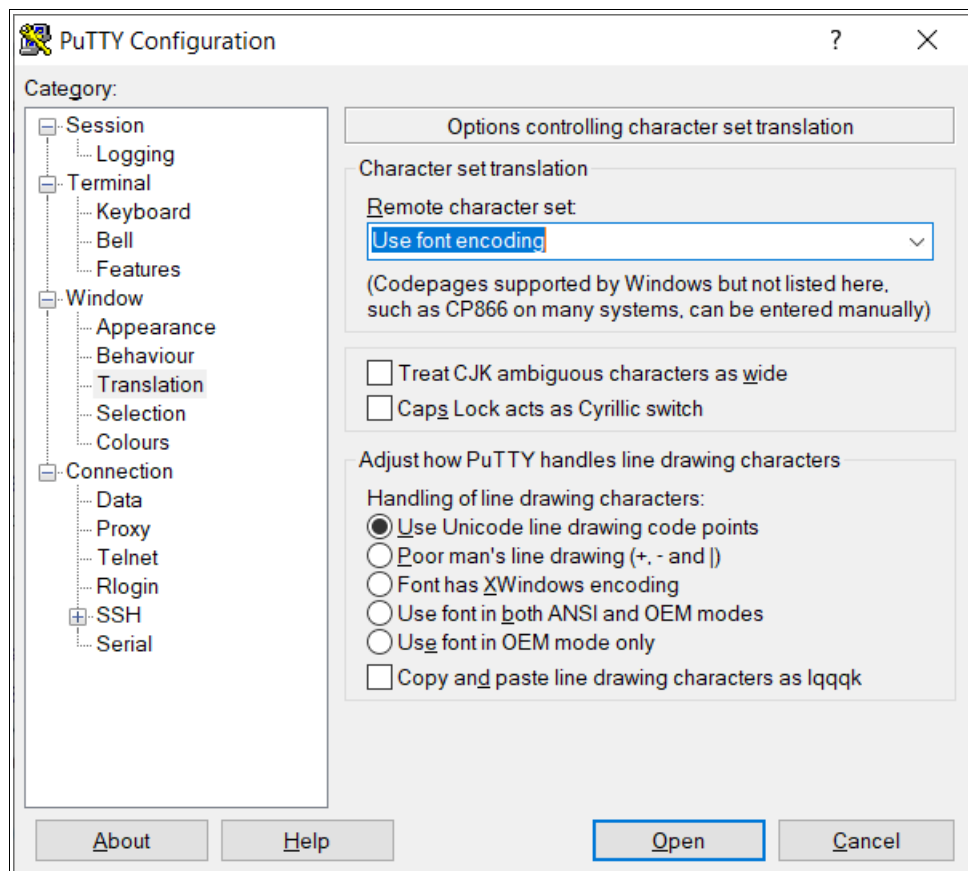 PuTTY Configuration
?
Category:
Session
Logging
Terminal
Keyboard
Bell
Features
Window
Appearance
Behaviour
Translation
Selection
Colours
Connection
Data
Proxy
Telnet
Rlogin
SSH
Serial
Options controlling character set translation
Character set translation
Remote character set:
Use font encoding
(Codepages supported by Windows but not listed here,
such as CP866 on many systems, can be entered manually)
Treat CJK ambiguous characters as wide
Caps Lock acts as Cyrillic switch
Adjust how PuTTY handles line drawing characters
Handling of line drawing characters:
Use Unicode line drawing code points
Poor man's line drawing (+, - and |)
Font has XWindows encoding
Use font in both ANSI and OEM modes
Use font in OEM mode only
Copy and paste line drawing characters as lqqqk
About
Help
Open
Cancel